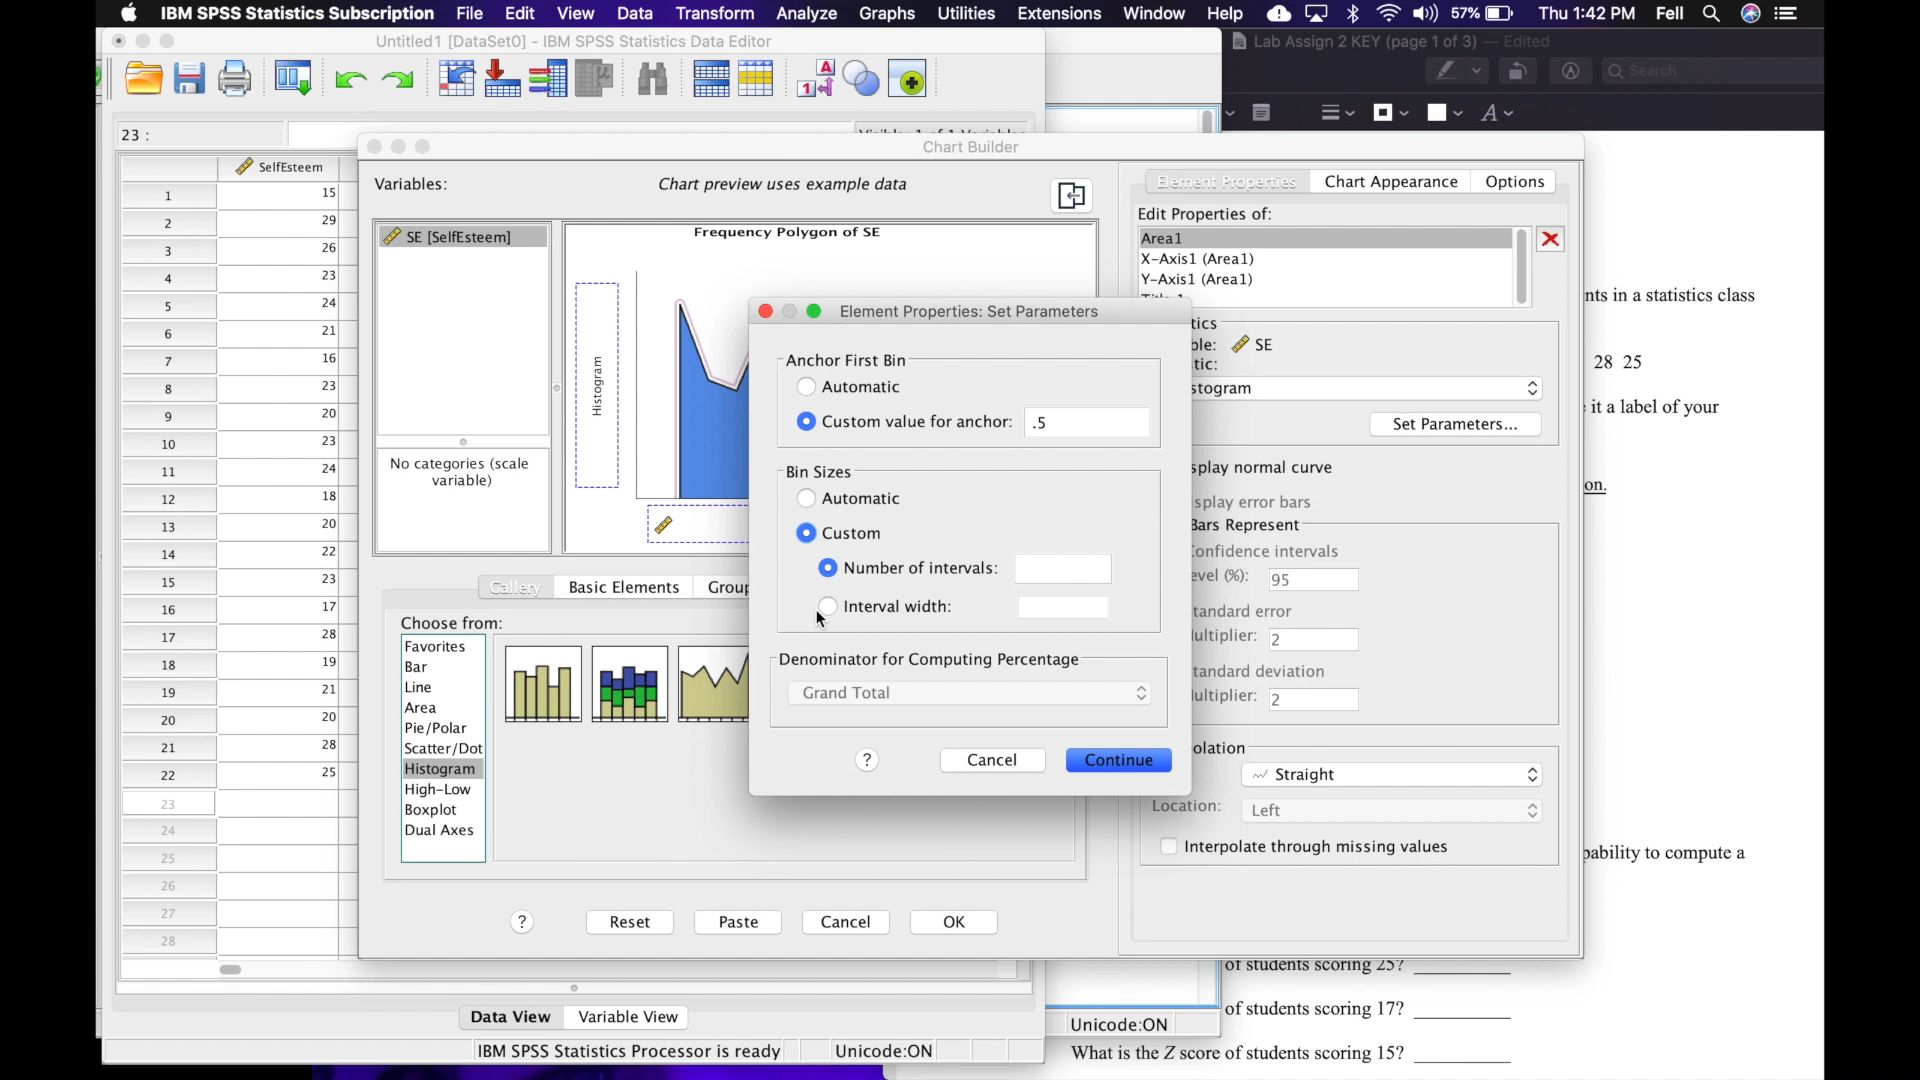 IBM SPSS Statistics Subscription File Edit View Data Transform Analyze Graphs Utilities Extensions Window Help 57% Thu 1:42 PM Fell
Untitled1 [DataSet0] - IBM SPSS Statistics Data Editor
Lab Assign 2 KEY (page 1 of 3) — Edited
Search
23 :
Chart Builder
SelfEsteem
1 15
2 29
3 26
4 23
5 24
6 21
7 16
8 23
9 20
10 23
11 24
12 18
13 20
14 22
15 23
16 17
17 28
18 19
19 21
20 20
21 28
22 25
23
24
25
26
27
28
Variables:
Chart preview uses example data
SE [SelfEsteem]
No categories (scale
variable)
Frequency Polygon of SE
Histogram
Gallery Basic Elements
Choose from:
Favorites
Bar
Line
Area
Pie/Polar
Scatter/Dot
Histogram
High-Low
Boxplot
Dual Axes
? Reset Paste Cancel OK
Element Properties Chart Appearance Options
Edit Properties of:
Area1
X-Axis1 (Area1)
Y-Axis1 (Area1)
SE
Set Parameters...
normal curve
error bars
Bars Represent
intervals
95
error
2
deviation
2
Straight
Location: Left
Interpolate through missing values
Element Properties: Set Parameters
Anchor First Bin
Automatic
Custom value for anchor: .5
Bin Sizes
Automatic
Custom
Number of intervals:
Interval width:
Denominator for Computing Percentage
Grand Total
? Cancel Continue
in a statistics class
28 25
it a label of your
on.
to compute a
of students scoring 25?
of students scoring 17?
What is the Z score of students scoring 15?
Data View Variable View
IBM SPSS Statistics Processor is ready Unicode:ON
Unicode:ON